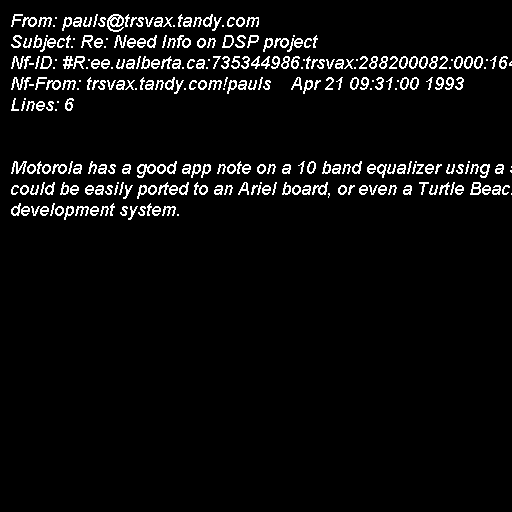 From: pauls@trsvax.tandy.com
Subject: Re: Need Info on DSP project
Nf-ID: #R:ee.ualberta.ca:735344986:trsvax:288200082:000:164
Nf-From: trsvax.tandy.com!pauls    Apr 21 09:31:00 1993
Lines: 6

Motorola has a good app note on a 10 band equalizer using a
could be easily ported to an Ariel board, or even a Turtle
development system.